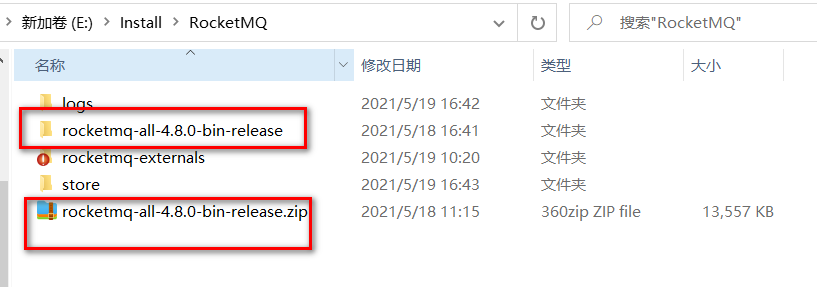 新加卷 (E:) > Install > RocketMQ
搜索"RocketMQ"
名称 修改日期 类型 大小
logs 2021/5/19 16:42 文件夹
rocketmq-all-4.8.0-bin-release 2021/5/18 16:41 文件夹
rocketmq-externals 2021/5/19 10:20 文件夹
store 2021/5/19 16:43 文件夹
rocketmq-all-4.8.0-bin-release.zip 2021/5/18 11:15 360zip ZIP file 13,557 KB